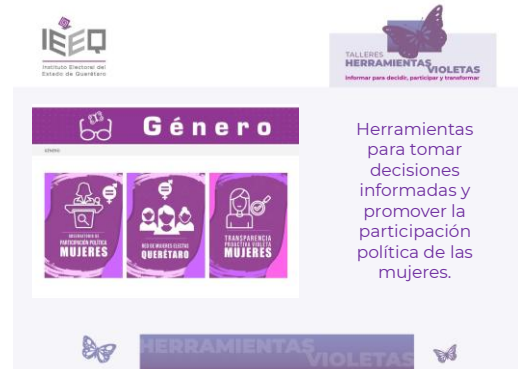 IEEQ
Instituto Electoral del
Estado de Querétaro
TALLERES
HERRAMIENTAS
VIOLETAS
Informar para decidir, participar y transformar
Género
GÉNERO
OBSERVATORIO DE
PARTICIPACIÓN POLÍTICA
MUJERES
RED DE MUJERES ELECTAS
QUERÉTARO
TRANSPARENCIA
PROACTIVA VIOLETA
MUJERES
Herramientas
para tomar
decisiones
informadas y
promover la
participación
política de las
mujeres.
HERRAMIENTAS
VIOLETAS